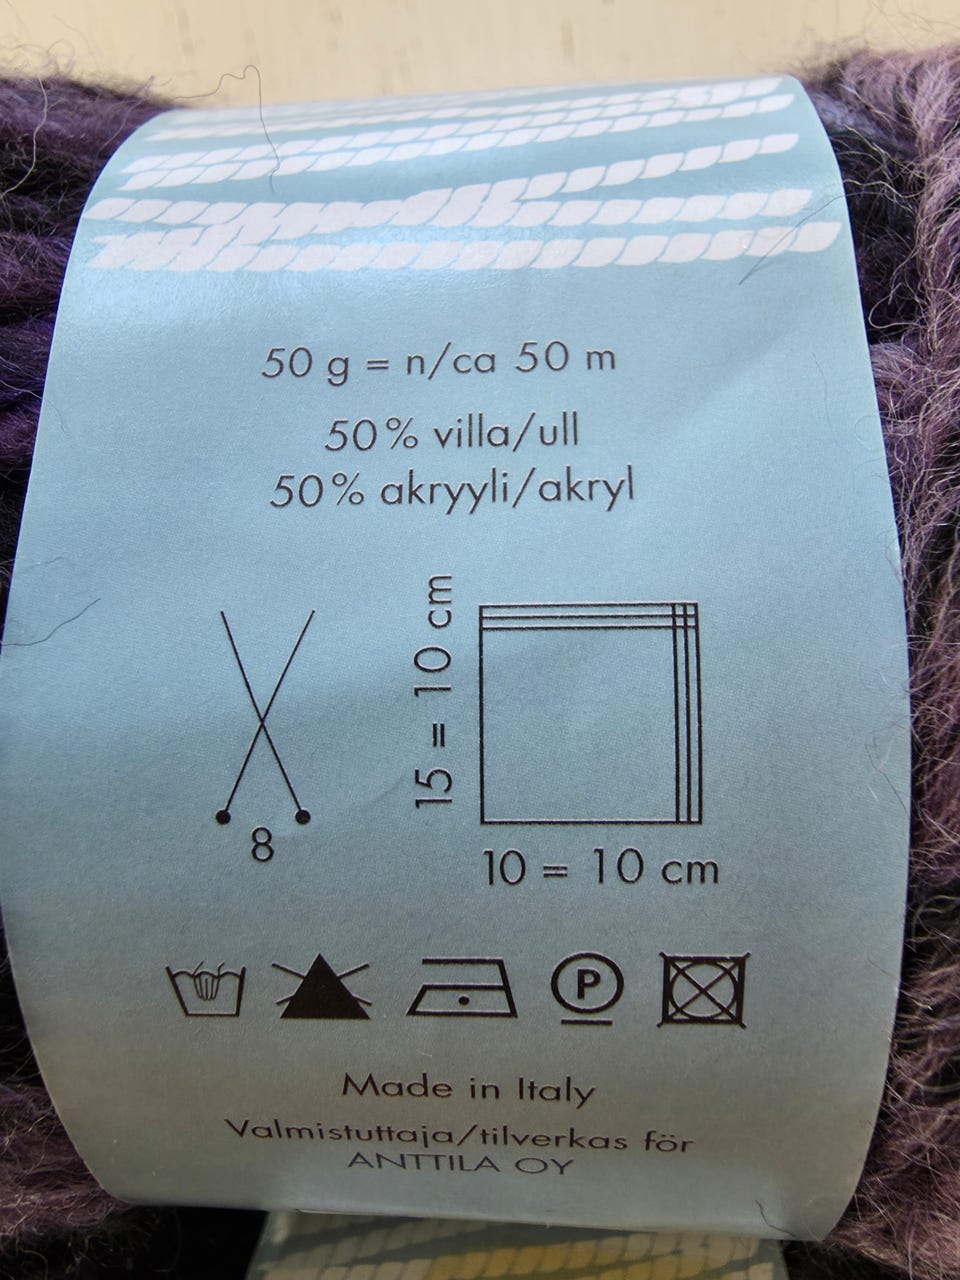 50 g = n/ca 50 m
50% villa/ull
50% akryyli/akryl
15 = 10 cm
8
10 = 10 cm
P
Made in Italy
Valmistuttaja/tilverkas för
ANTTILA OY